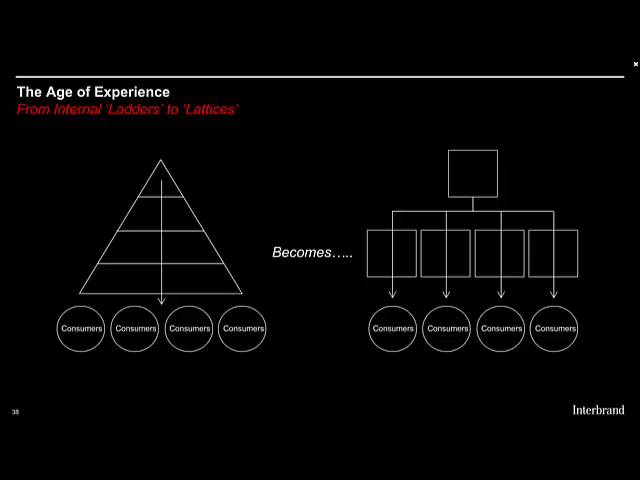 The Age of Experience
From Internal ‘Ladders’ to ‘Lattices’
Becomes…..
Consumers Consumers Consumers Consumers
Consumers Consumers Consumers Consumers
38
Interbrand